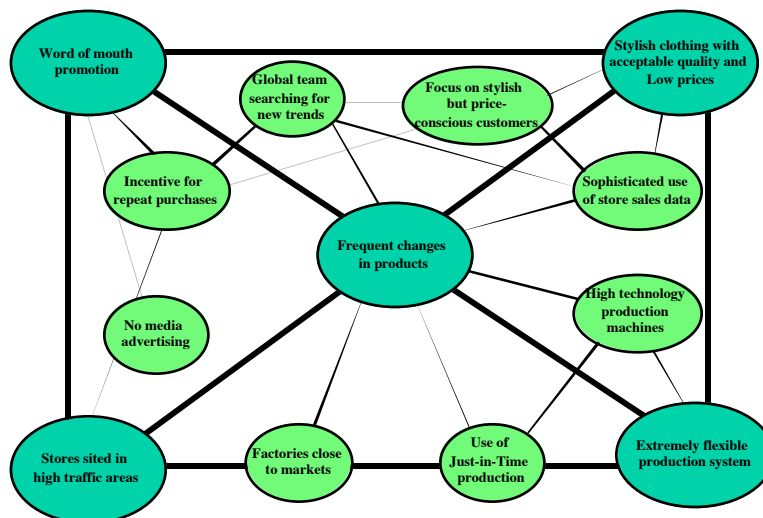 Word of mouth
promotion
Stylish clothing with
acceptable quality and
Low prices
Global team
searching for
new trends
Focus on stylish
but price-
conscious customers
Incentive for
repeat purchases
Sophisticated use
of store sales data
Frequent changes
in products
High technology
production
machines
No media
advertising
Stores sited in
high traffic areas
Factories close
to markets
Use of
Just-in-Time
production
Extremely flexible
production system